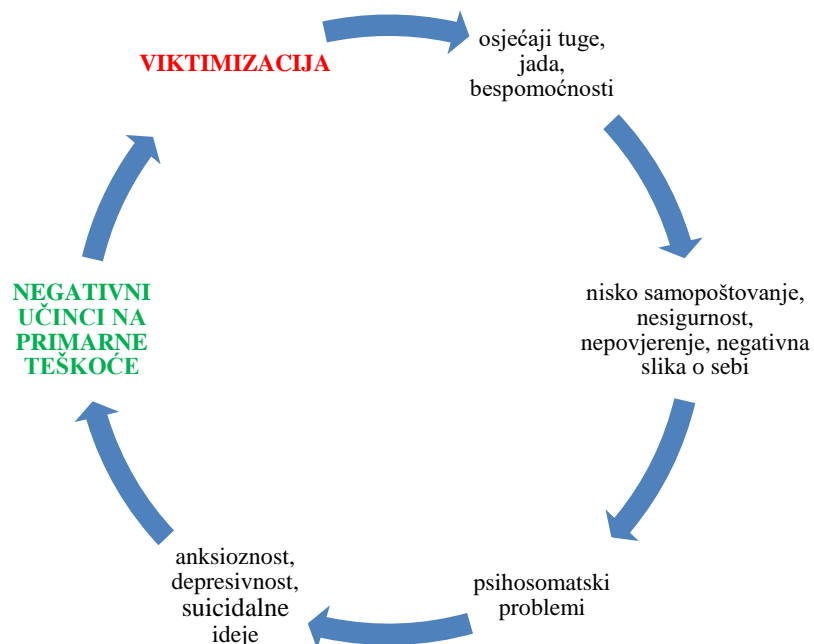 VIKTIMIZACIJA
osjećaji tuge,
jada,
bespomoćnosti
nisko samopoštovanje,
nesigurnost,
nepovjerenje, negativna
slika o sebi
psihosomatski
problemi
anksioznost,
depresivnost,
suicidalne
ideje
NEGATIVNI
UČINCI NA
PRIMARNE
TEŠKOĆE